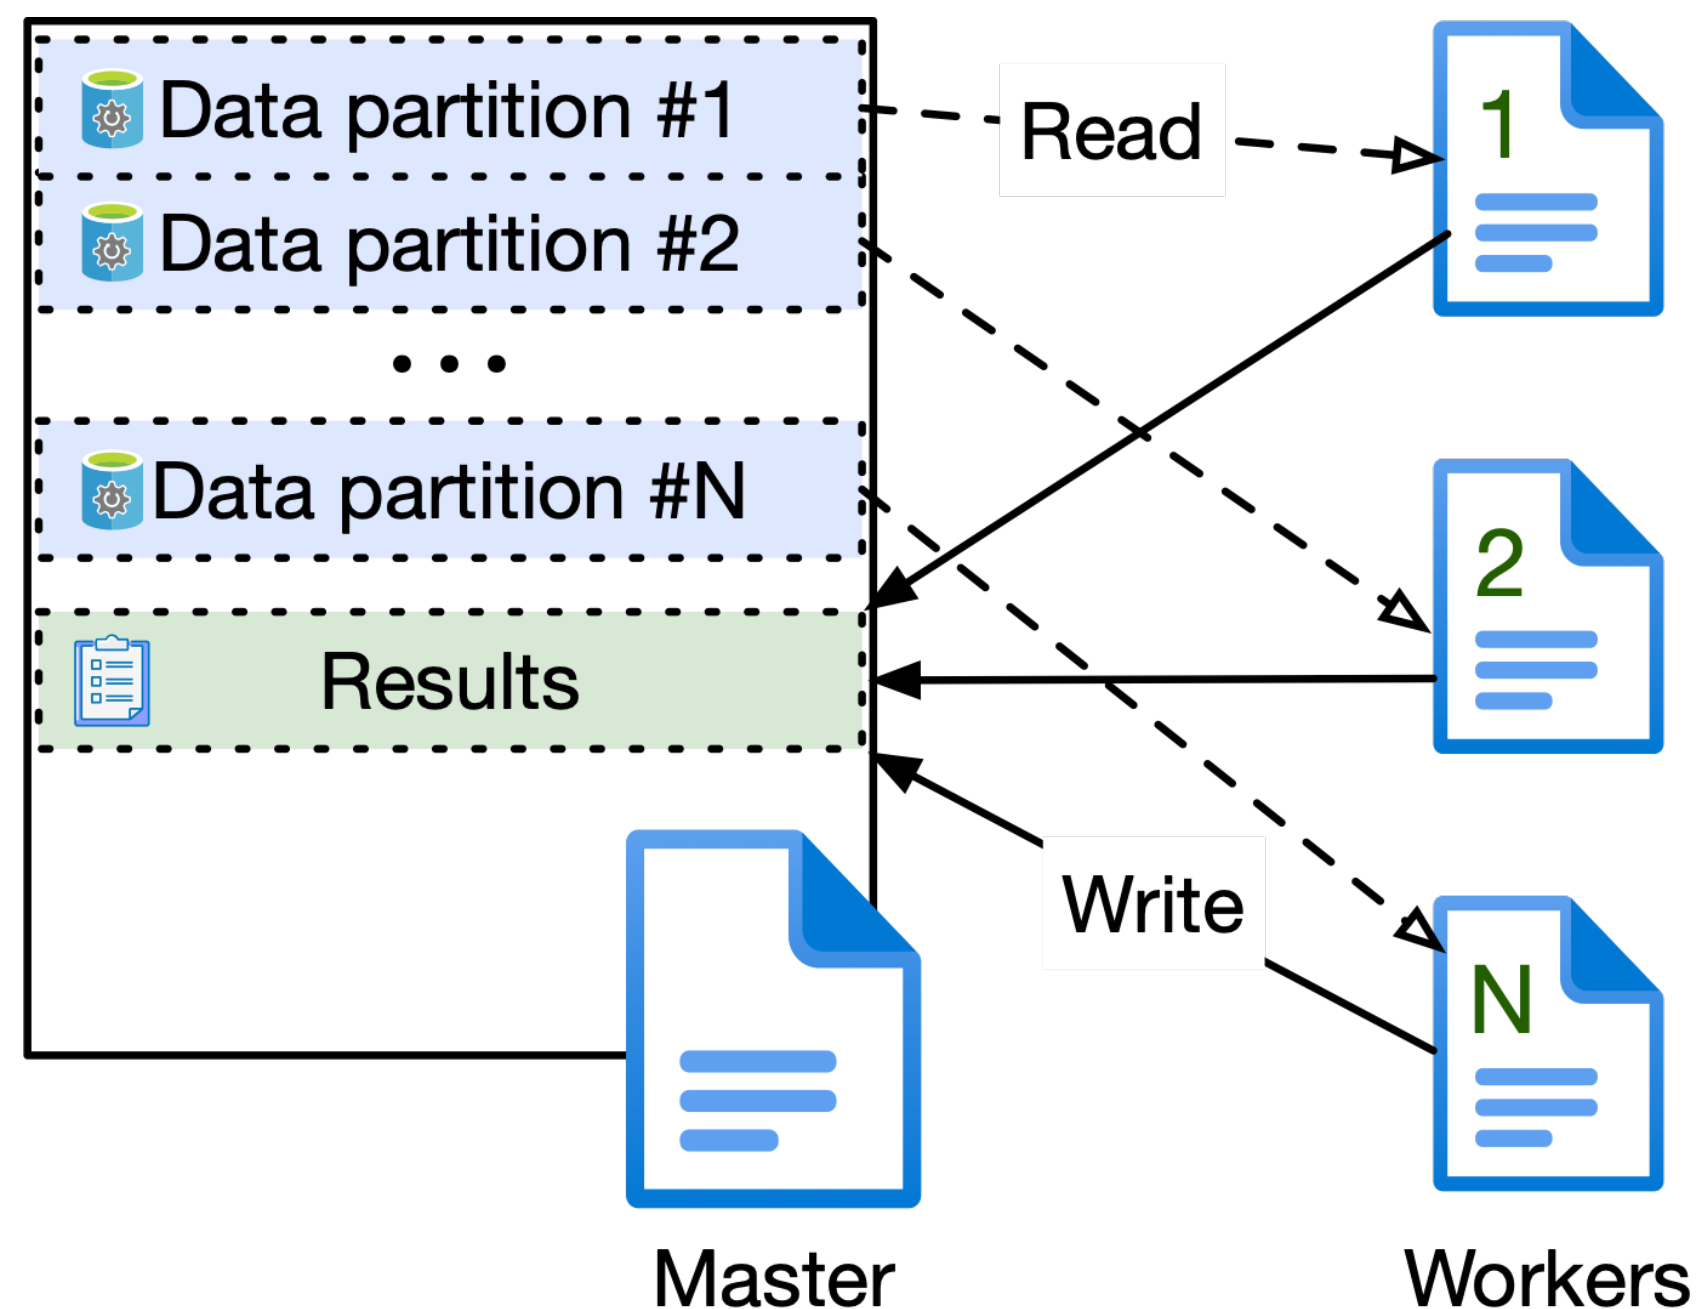 Data partition #1
Read
1
Data partition #2
• • •
Data partition #N
2
Results
Write
N
Master
Workers